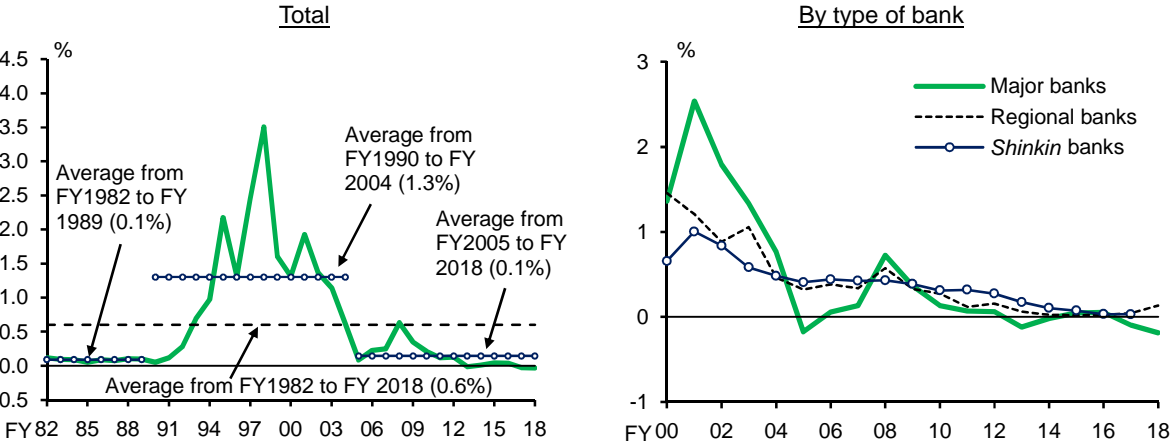 Total
%
4.5
4.0
3.5
3.0
2.5
2.0
1.5
1.0
0.5
0.0
0.5
Average from
FY1982 to FY
1989 (0.1%)
Average from
FY1990 to FY
2004 (1.3%)
Average from
FY2005 to FY
2018 (0.1%)
Average from FY1982 to FY 2018 (0.6%)
FY 82 85 88 91 94 97 00 03 06 09 12 15 18
By type of bank
%
3
2
1
0
-1
Major banks
Regional banks
Shinkin banks
FY 00 02 04 06 08 10 12 14 16 18